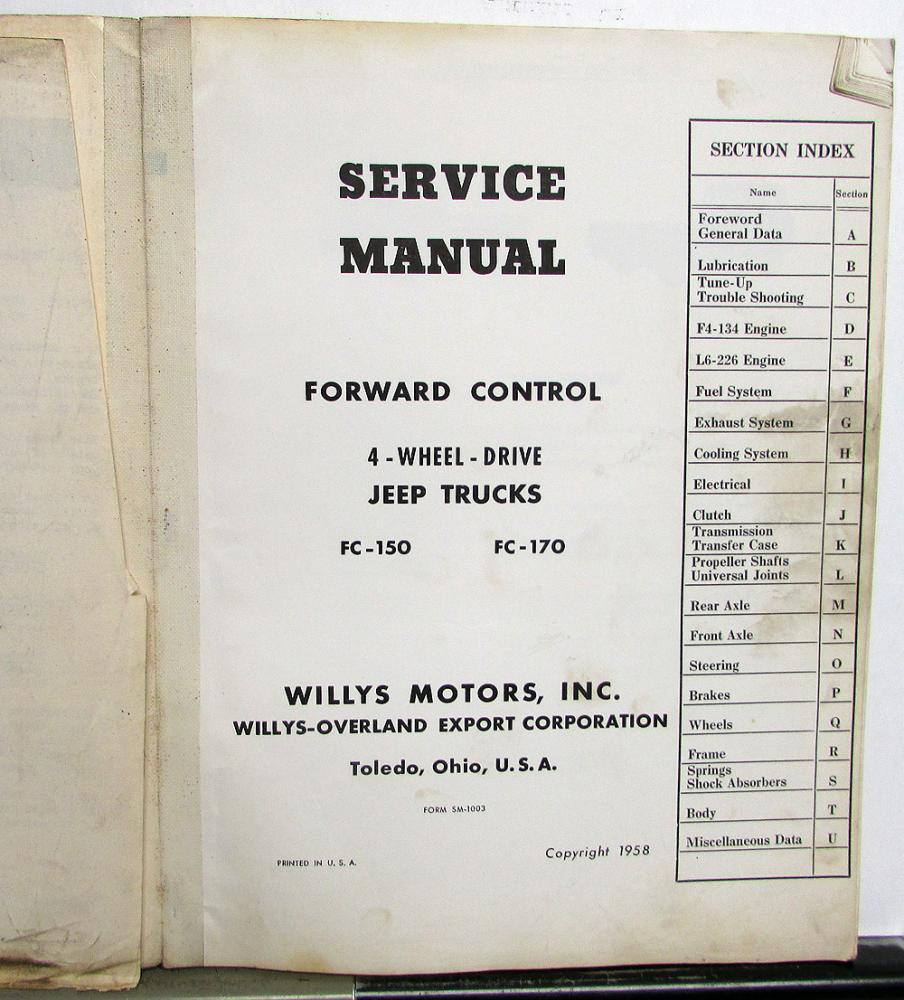 SERVICE
MANUAL
FORWARD CONTROL
4-WHEEL-DRIVE
JEEP TRUCKS
FC-150 FC-170
WILLYS MOTORS, INC.
WILLYS-OVERLAND EXPORT CORPORATION
Toledo, Ohio, U.S.A.
FORM SM-1003
Copyright 1958
PRINTED IN U. S. A.
SECTION INDEX
Name Section
Foreword
General Data A
Lubrication B
Tune-Up
Trouble Shooting C
F4-134 Engine D
L6-226 Engine E
Fuel System F
Exhaust System G
Cooling System H
Electrical I
Clutch J
Transmission
Transfer Case K
Propeller Shafts
Universal Joints L
Rear Axle M
Front Axle N
Steering O
Brakes P
Wheels Q
Frame R
Springs
Shock Absorbers S
Body T
Miscellaneous Data U